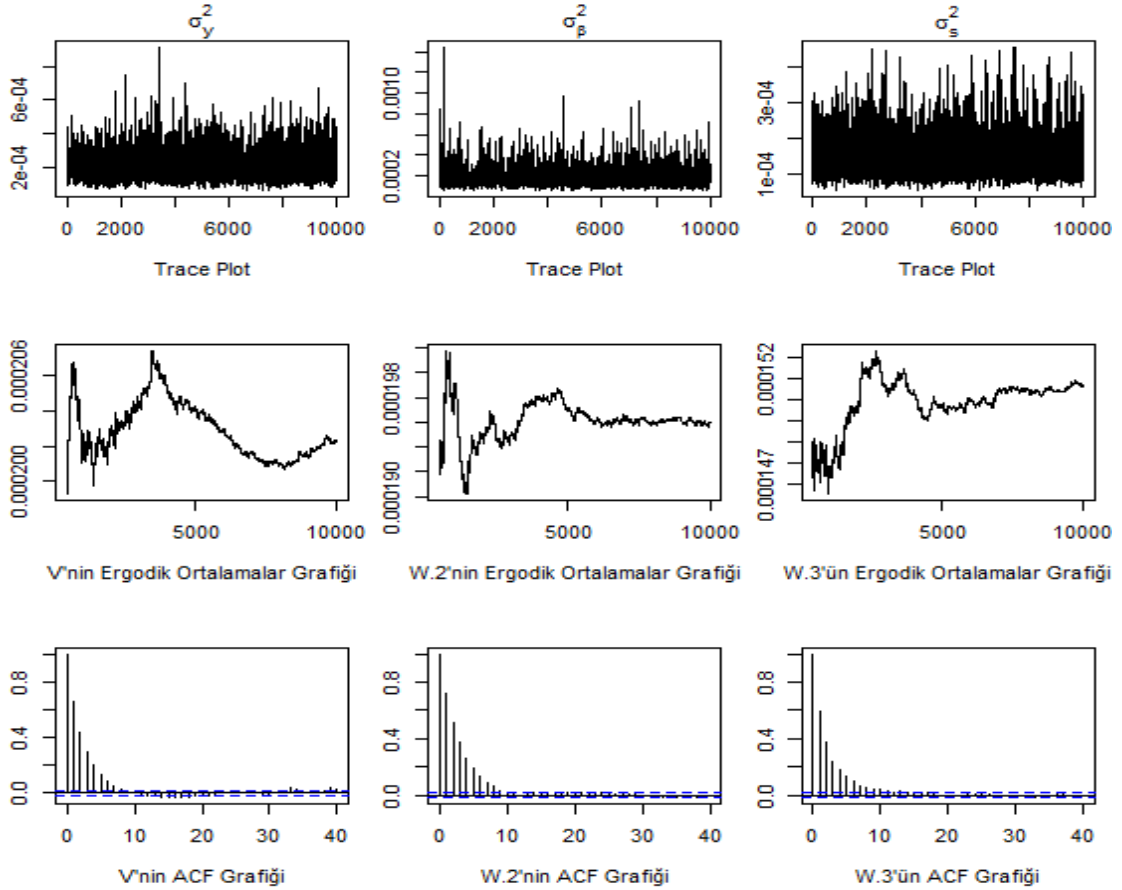 σ²y σ²β σ²s
2e-04 6e-04
0.0002 0.0010
1e-04 3e-04
0 2000 6000 10000
0 2000 6000 10000
0 2000 6000 10000
Trace Plot Trace Plot Trace Plot
0.000200 0.000206
0.000190 0.000198
0.000147 0.000152
5000 10000
5000 10000
5000 10000
V'nin Ergodik Ortalamalar Grafiği W.2'nin Ergodik Ortalamalar Grafiği W.3'ün Ergodik Ortalamalar Grafiği
0.0 0.4 0.8
0.0 0.4 0.8
0.0 0.4 0.8
0 10 20 30 40
0 10 20 30 40
0 10 20 30 40
V'nin ACF Grafiği W.2'nin ACF Grafiği W.3'ün ACF Grafiği